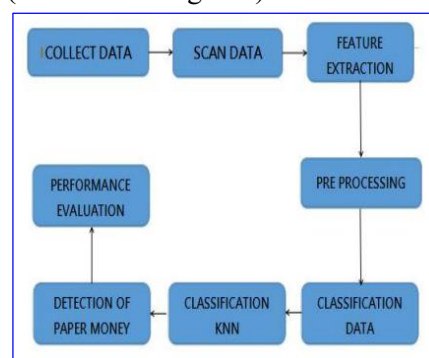 COLLECT DATA
SCAN DATA
FEATURE
EXTRACTION
PRE PROCESSING
CLASSIFICATION
DATA
CLASSIFICATION
KNN
DETECTION OF
PAPER MONEY
PERFORMANCE
EVALUATION